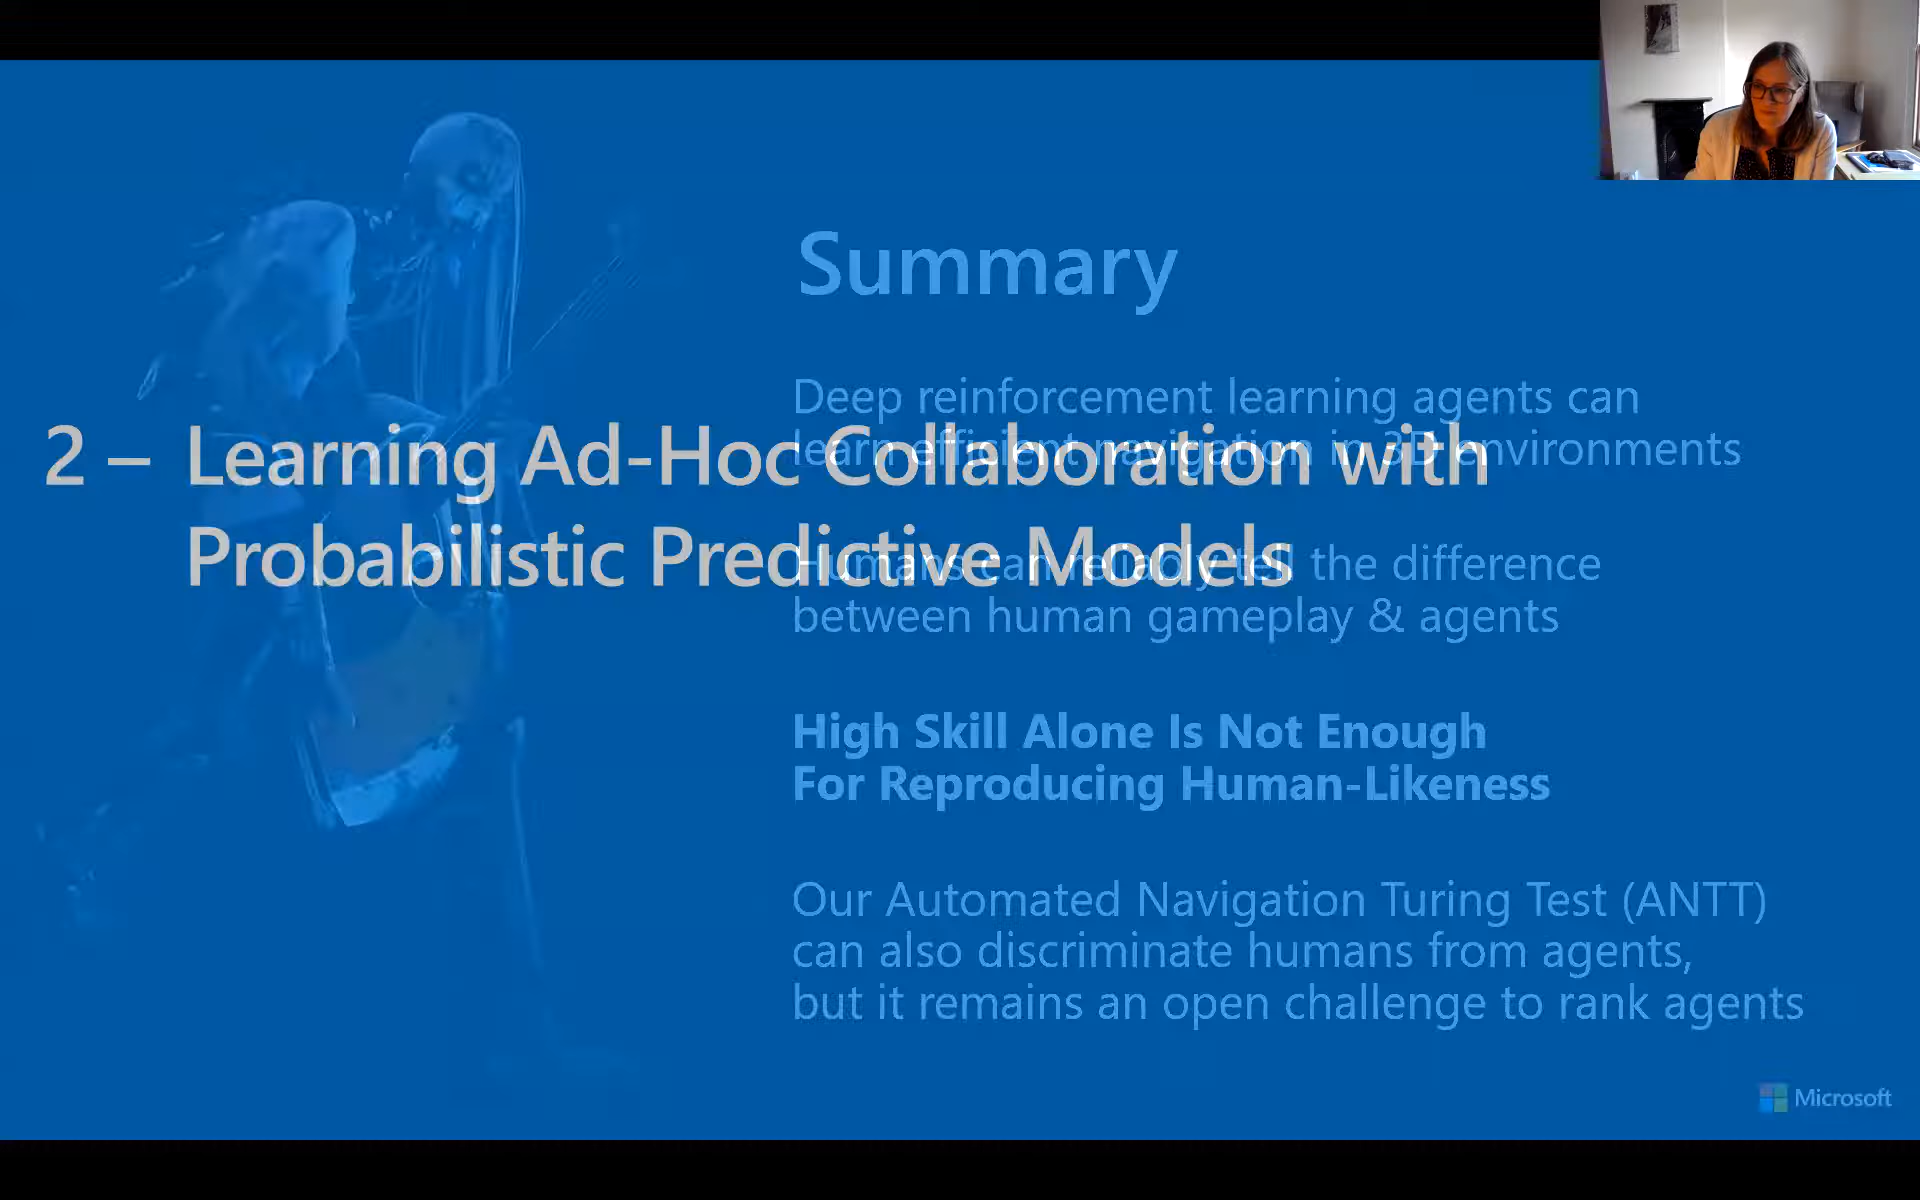 Summary
Deep reinforcement learning agents can
learn efficient navigation in 3D environments
2 – Learning Ad-Hoc Collaboration with
Probabilistic Predictive Models
Humans can reliably tell the difference
between human gameplay & agents
High Skill Alone Is Not Enough
For Reproducing Human-Likeness
Our Automated Navigation Turing Test (ANTT)
can also discriminate humans from agents,
but it remains an open challenge to rank agents
Microsoft